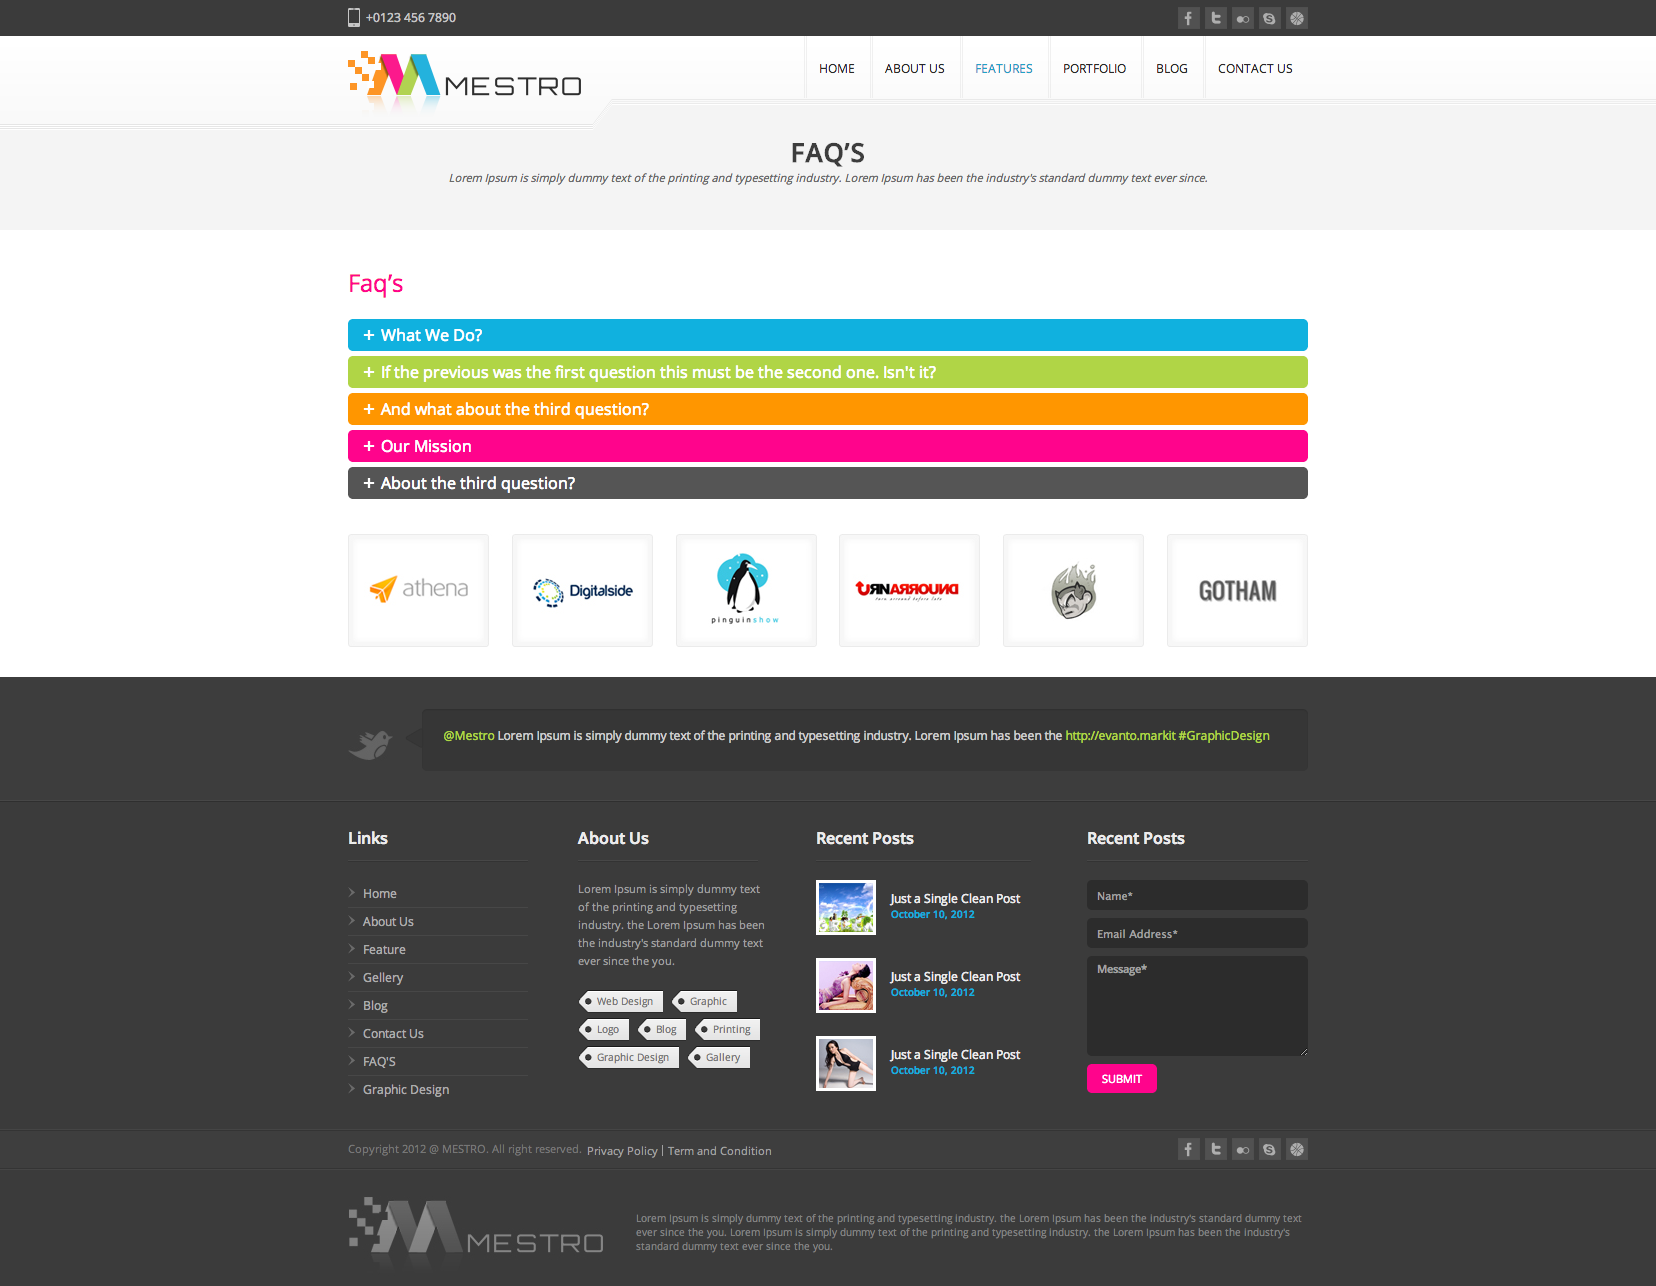 +0123 456 7890
MESTRO
HOME
ABOUT US
FEATURES
PORTFOLIO
BLOG
CONTACT US
FAQ'S
Lorem Ipsum is simply dummy text of the printing and typesetting industry. Lorem Ipsum has been the industry's standard dummy text ever since.
Faq's
+ What We Do?
+ If the previous was the first question this must be the second one. Isn't it?
+ And what about the third question?
+ Our Mission
+ About the third question?
athena
Digitalside
pinguinshow
TURNARROUND
turn arround before late
GOTHAM
@Mestro Lorem Ipsum is simply dummy text of the printing and typesetting industry. Lorem Ipsum has been the http://evanto.markit #GraphicDesign
Links
Home
About Us
Feature
Gellery
Blog
Contact Us
FAQ'S
Graphic Design
About Us
Lorem Ipsum is simply dummy text
of the printing and typesetting
industry. the Lorem Ipsum has been
the industry's standard dummy text
ever since the you.
Web Design
Graphic
Logo
Blog
Printing
Graphic Design
Gallery
Recent Posts
Just a Single Clean Post
October 10, 2012
Just a Single Clean Post
October 10, 2012
Just a Single Clean Post
October 10, 2012
Recent Posts
Name*
Email Address*
Message*
SUBMIT
Copyright 2012 @ MESTRO. All right reserved. Privacy Policy | Term and Condition
MESTRO
Lorem Ipsum is simply dummy text of the printing and typesetting industry. the Lorem Ipsum has been the industry's standard dummy text
ever since the you. Lorem Ipsum is simply dummy text of the printing and typesetting industry. the Lorem Ipsum has been the industry's
standard dummy text ever since the you.